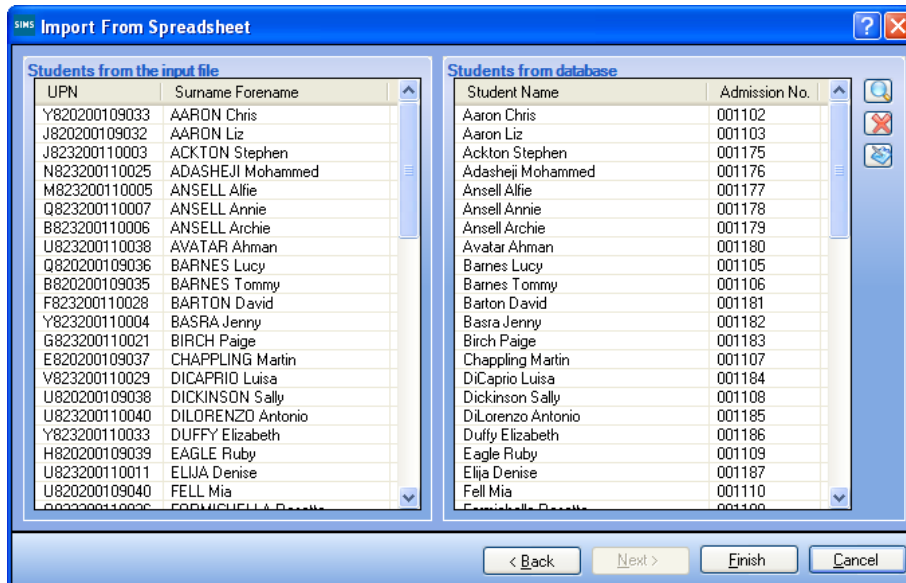 SIMS Import From Spreadsheet
Students from the input file
UPN Surname Forename
Y820200109033 AARON Chris
J820200109032 AARON Liz
J823200110003 ACKTON Stephen
N823200110025 ADASHEJI Mohammed
M823200110005 ANSELL Alfie
Q823200110007 ANSELL Annie
B823200110006 ANSELL Archie
U823200110038 AVATAR Ahman
Q820200109036 BARNES Lucy
B820200109035 BARNES Tommy
F823200110028 BARTON David
Y823200110004 BASRA Jenny
G823200110021 BIRCH Paige
E820200109037 CHAPPLING Martin
V823200110029 DICAPRIO Luisa
U820200109038 DICKINSON Sally
U823200110040 DILORENZO Antonio
Y823200110033 DUFFY Elizabeth
H820200109039 EAGLE Ruby
U823200110011 ELIJA Denise
U820200109040 FELL Mia
Students from database
Student Name Admission No.
Aaron Chris 001102
Aaron Liz 001103
Ackton Stephen 001175
Adasheji Mohammed 001176
Ansell Alfie 001177
Ansell Annie 001178
Ansell Archie 001179
Avatar Ahman 001180
Barnes Lucy 001105
Barnes Tommy 001106
Barton David 001181
Basra Jenny 001182
Birch Paige 001183
Chappling Martin 001107
DiCaprio Luisa 001184
Dickinson Sally 001108
DiLorenzo Antonio 001185
Duffy Elizabeth 001186
Eagle Ruby 001109
Elija Denise 001187
Fell Mia 001110
< Back Next > Finish Cancel